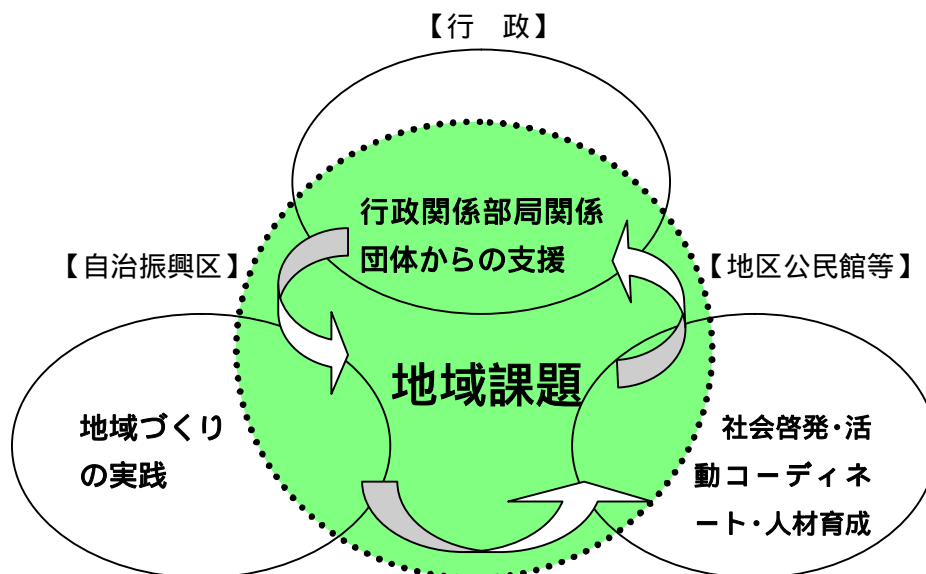 【行　政】
行政関係部局関係
団体からの支援
【自治振興区】
【地区公民館等】
地域課題
地域づくり
の実践
社会啓発・活
動コーディネ
ート・人材育成